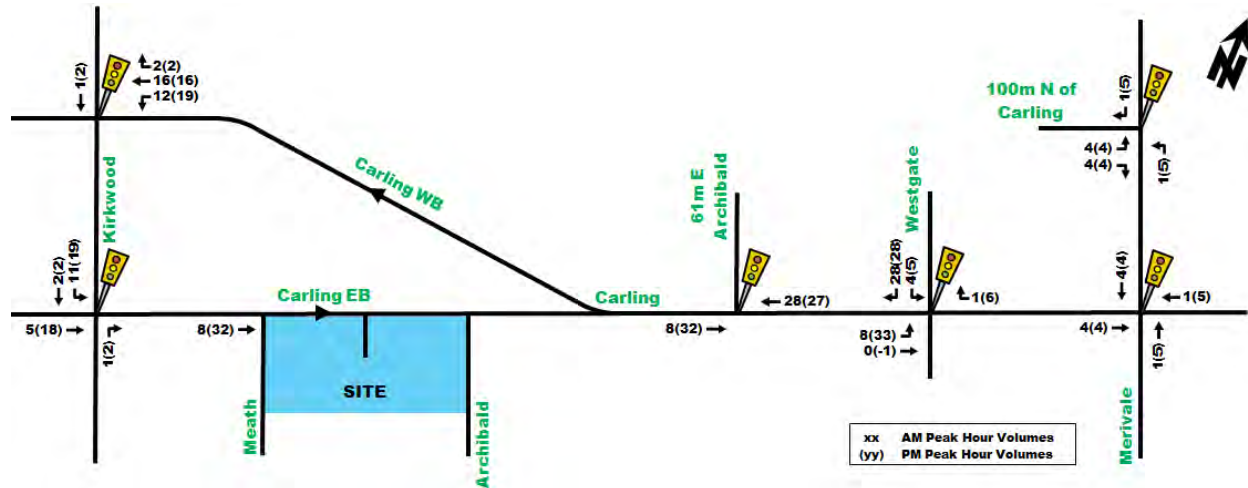 2(2)
16(16)
12(19)
1(2)
100m N of
Carling
1(5)
4(4)
4(4)
1(5)
Kirkwood
Carling WB
61m E
Archibald
Westgate
2(2)
11(19)
Carling EB
Carling
28(27)
28(28)
4(5)
1(6)
4(4)
1(5)
5(18)
1(2)
8(32)
8(32)
8(33)
0(-1)
4(4)
1(5)
SITE
Meath
Archibald
Merivale
xx AM Peak Hour Volumes
(yy) PM Peak Hour Volumes
N